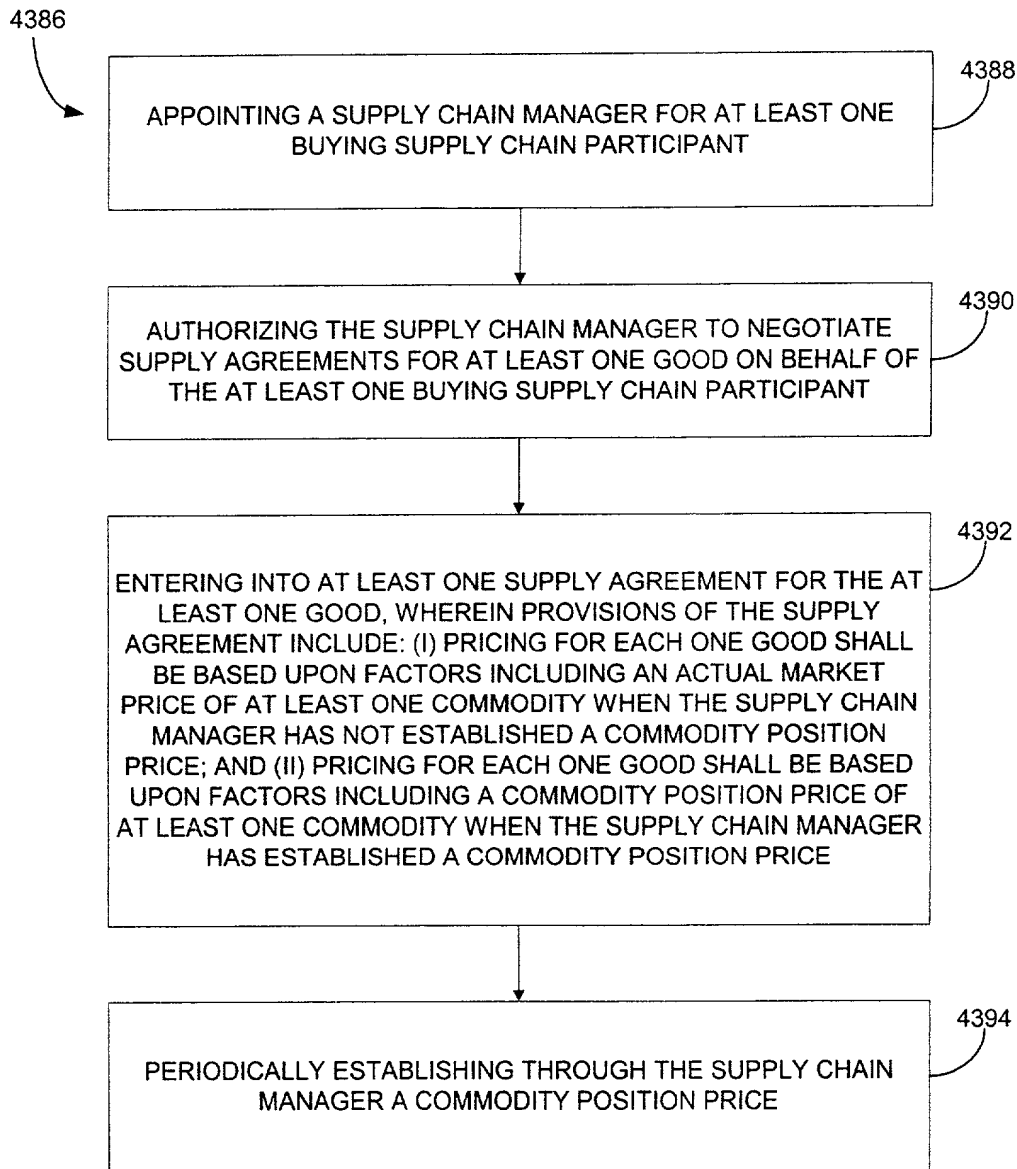 4386
4388
APPOINTING A SUPPLY CHAIN MANAGER FOR AT LEAST ONE
BUYING SUPPLY CHAIN PARTICIPANT
4390
AUTHORIZING THE SUPPLY CHAIN MANAGER TO NEGOTIATE
SUPPLY AGREEMENTS FOR AT LEAST ONE GOOD ON BEHALF OF
THE AT LEAST ONE BUYING SUPPLY CHAIN PARTICIPANT
4392
ENTERING INTO AT LEAST ONE SUPPLY AGREEMENT FOR THE AT
LEAST ONE GOOD, WHEREIN PROVISIONS OF THE SUPPLY
AGREEMENT INCLUDE: (I) PRICING FOR EACH ONE GOOD SHALL
BE BASED UPON FACTORS INCLUDING AN ACTUAL MARKET
PRICE OF AT LEAST ONE COMMODITY WHEN THE SUPPLY CHAIN
MANAGER HAS NOT ESTABLISHED A COMMODITY POSITION
PRICE; AND (II) PRICING FOR EACH ONE GOOD SHALL BE BASED
UPON FACTORS INCLUDING A COMMODITY POSITION PRICE OF
AT LEAST ONE COMMODITY WHEN THE SUPPLY CHAIN MANAGER
HAS ESTABLISHED A COMMODITY POSITION PRICE
4394
PERIODICALLY ESTABLISHING THROUGH THE SUPPLY CHAIN
MANAGER A COMMODITY POSITION PRICE